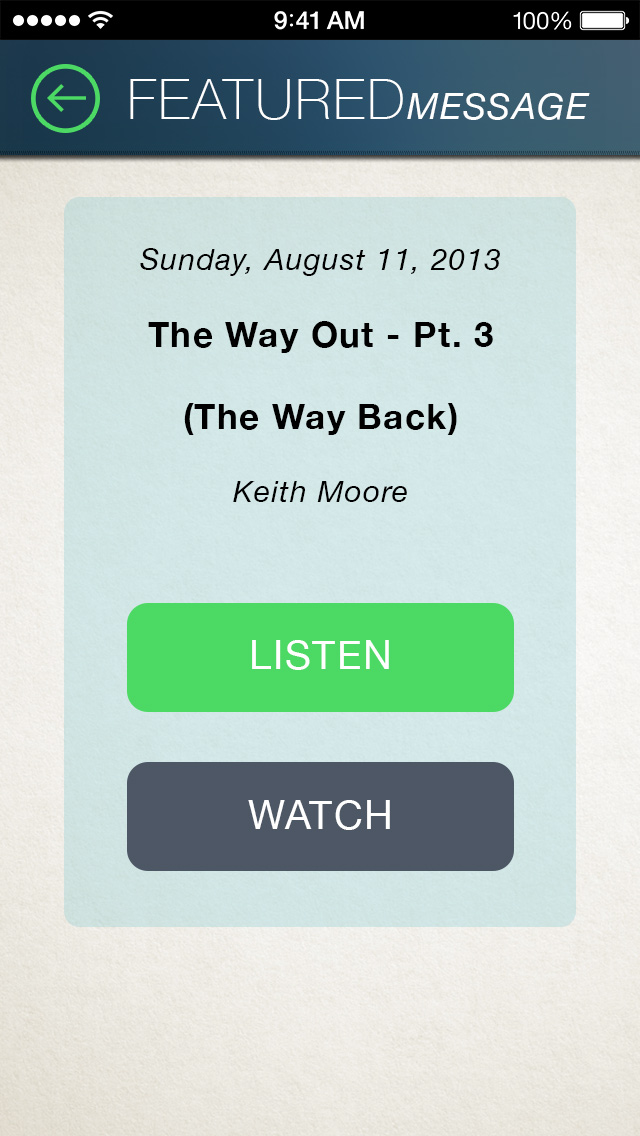 9:41 AM 100%
FEATUREDMESSAGE
Sunday, August 11, 2013
The Way Out - Pt. 3
(The Way Back)
Keith Moore
LISTEN
WATCH